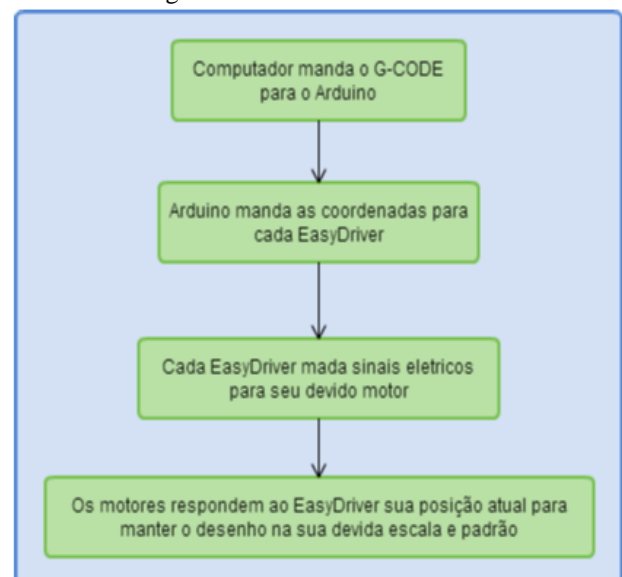 Computador manda o G-CODE
para o Arduino
Arduino manda as coordenadas para
cada EasyDriver
Cada EasyDriver mada sinais eletricos
para seu devido motor
Os motores respondem ao EasyDriver sua posição atual para
manter o desenho na sua devida escala e padrão